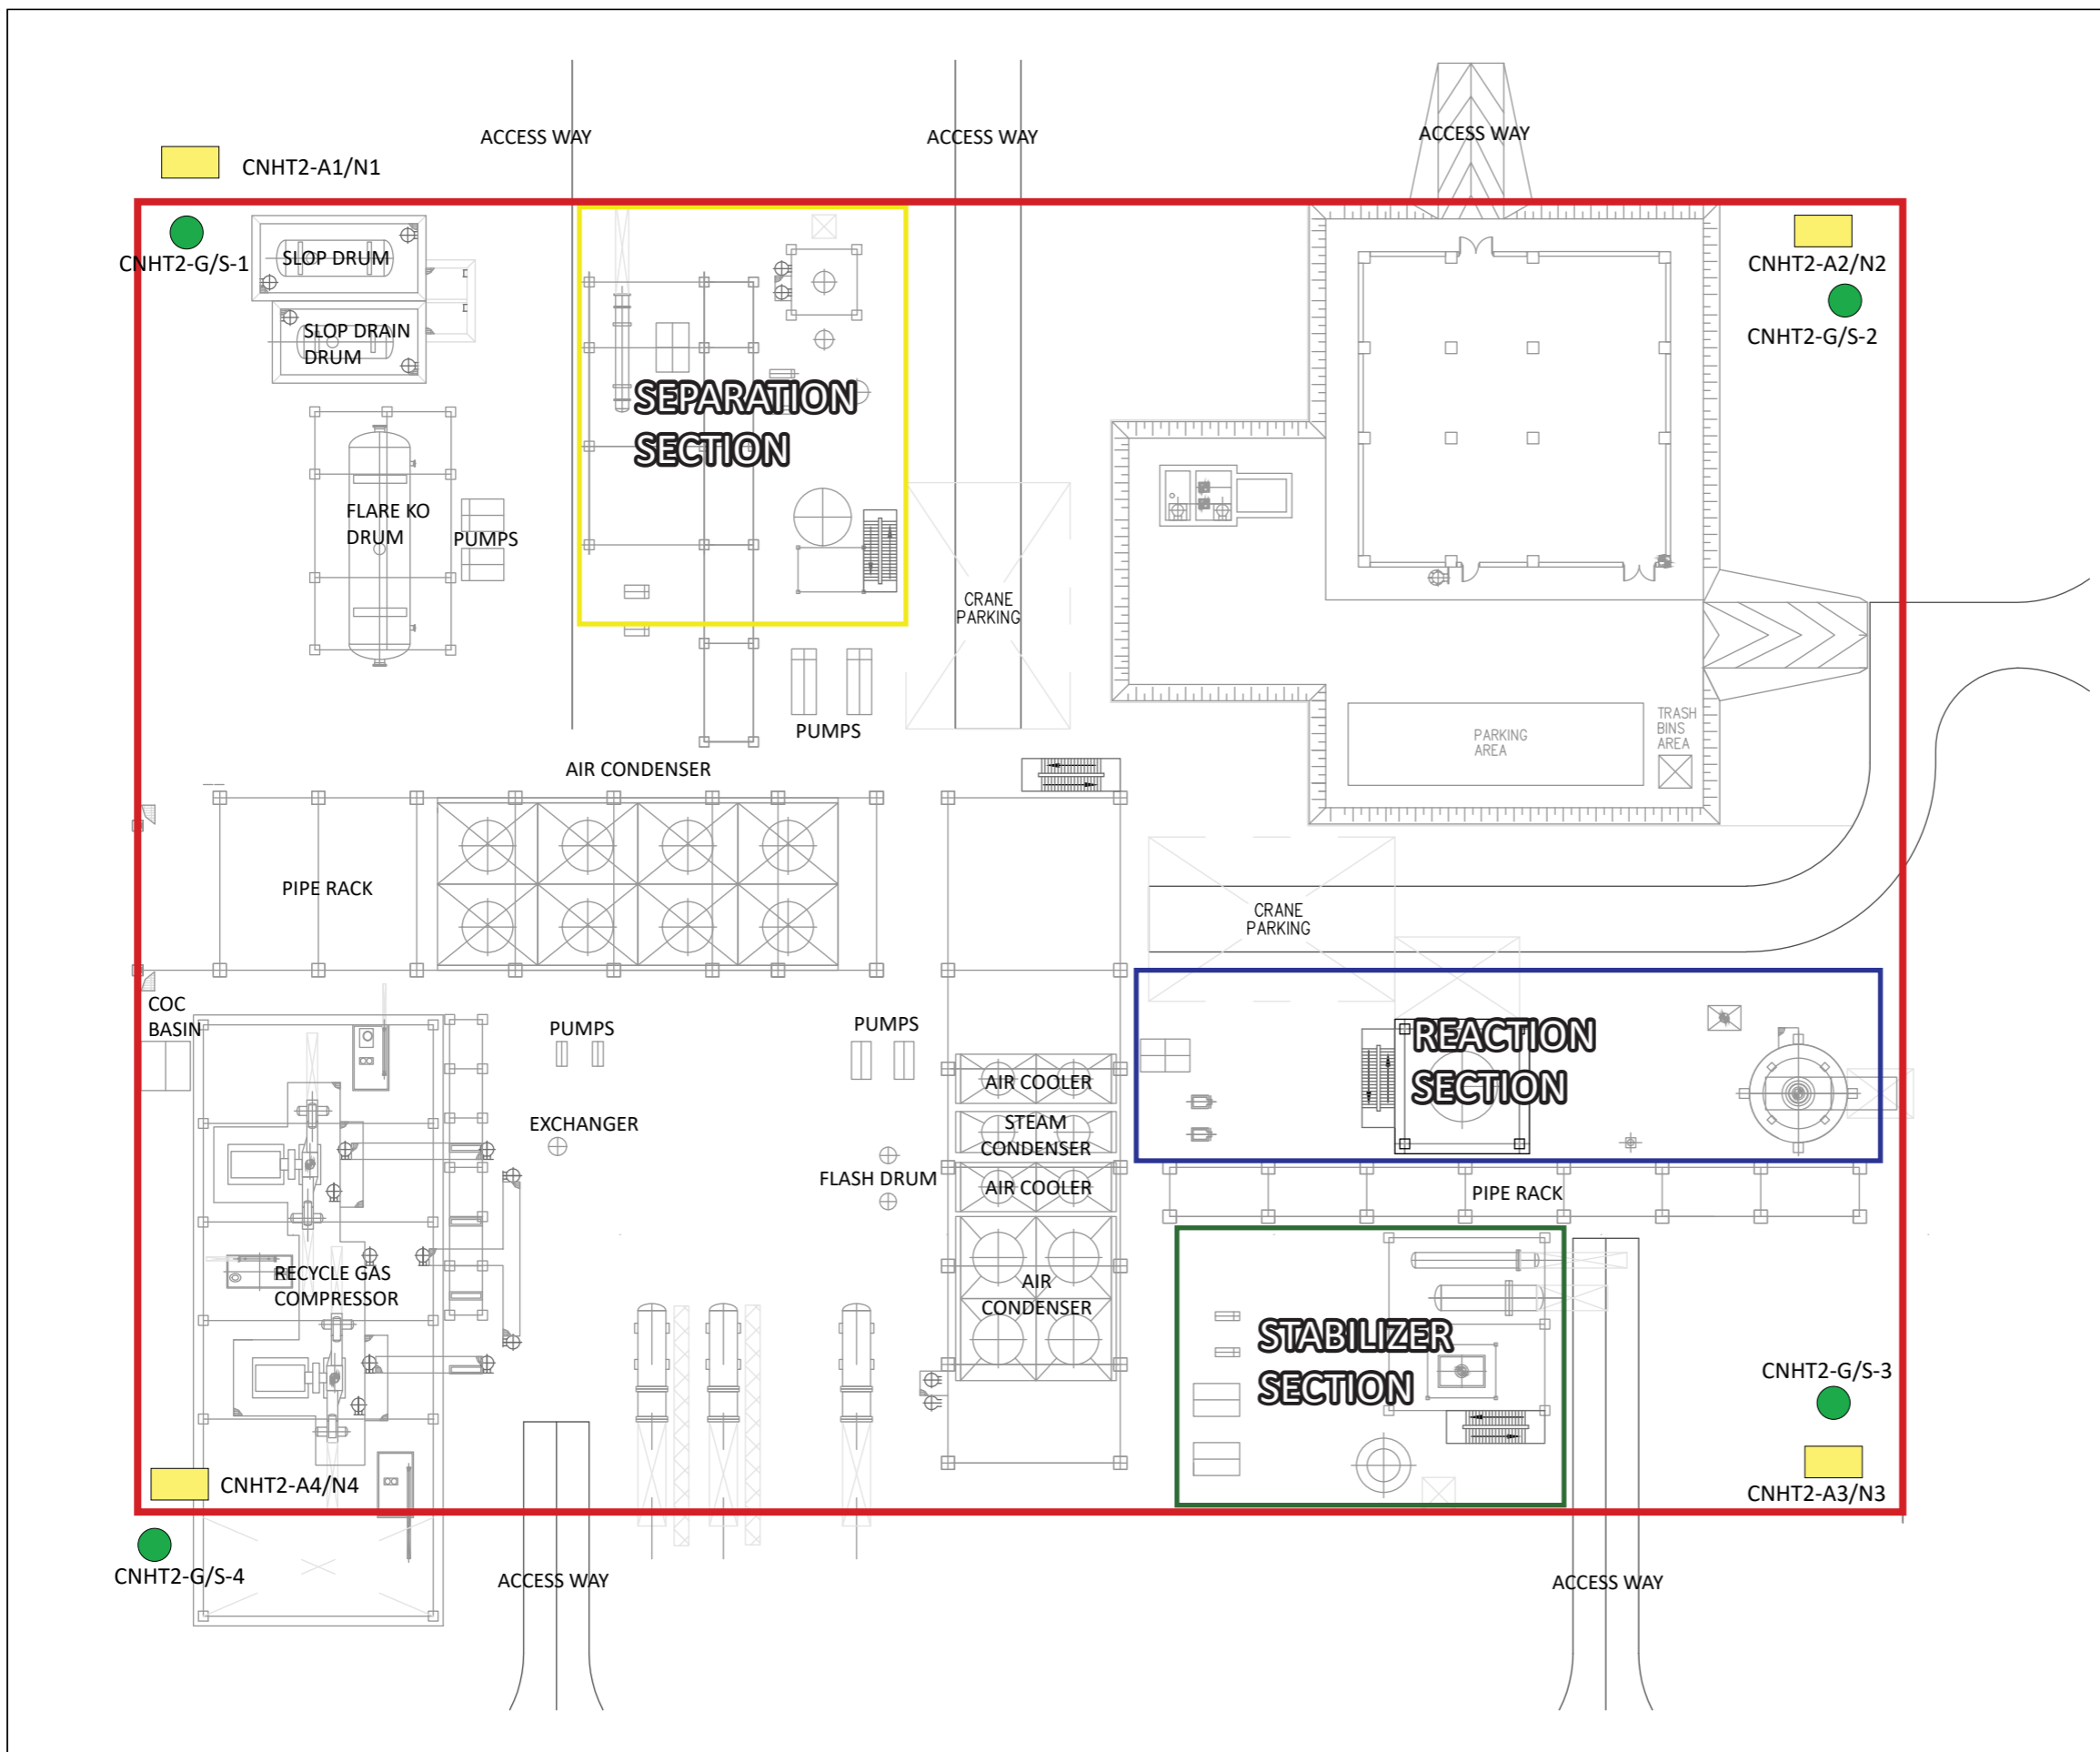 ACCESS WAY
ACCESS WAY
ACCESS WAY
CNHT2-A1/N1
CNHT2-G/S-1
SLOP DRUM
SLOP DRAIN
DRUM
CNHT2-A2/N2
CNHT2-G/S-2
SEPARATION
SECTION
FLARE KO
DRUM
PUMPS
CRANE
PARKING
PUMPS
PARKING
AREA
TRASH
BINS
AREA
AIR CONDENSER
PIPE RACK
CRANE
PARKING
COC
BASIN
PUMPS
PUMPS
REACTION
SECTION
AIR COOLER
EXCHANGER
STEAM
CONDENSER
FLASH DRUM
AIR COOLER
PIPE RACK
RECYCLE GAS
COMPRESSOR
AIR
CONDENSER
STABILIZER
SECTION
CNHT2-G/S-3
CNHT2-A4/N4
CNHT2-A3/N3
CNHT2-G/S-4
ACCESS WAY
ACCESS WAY